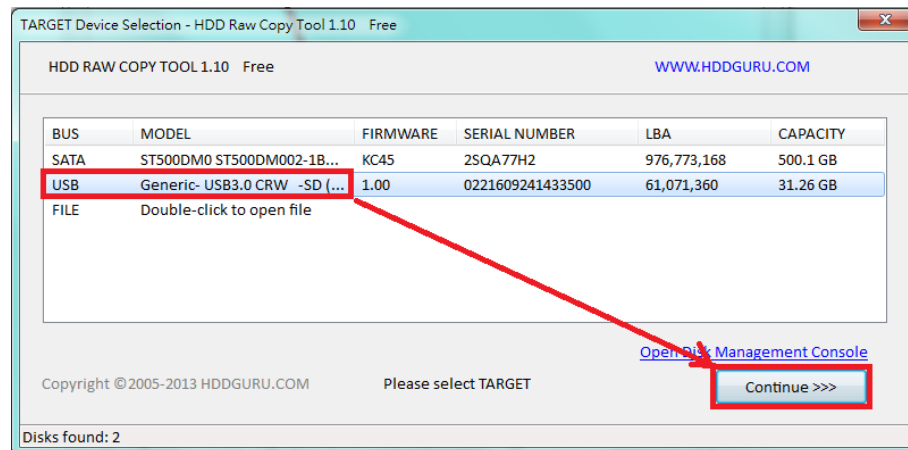 TARGET Device Selection - HDD Raw Copy Tool 1.10 Free
HDD RAW COPY TOOL 1.10 Free WWW.HDDGURU.COM
BUS MODEL FIRMWARE SERIAL NUMBER LBA CAPACITY
SATA ST500DM0 ST500DM002-1B... KC45 2SQA77H2 976,773,168 500.1 GB
USB Generic- USB3.0 CRW -SD (... 1.00 0221609241433500 61,071,360 31.26 GB
FILE Double-click to open file
Open Disk Management Console
Copyright ©2005-2013 HDDGURU.COM Please select TARGET Continue >>>
Disks found: 2